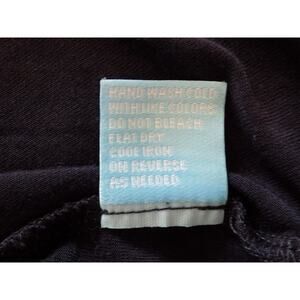 HAND WASH COLD
WITH LIKE COLORS
DO NOT BLEACH
FLAT DRY
COOL IRON
ON REVERSE
AS NEEDED